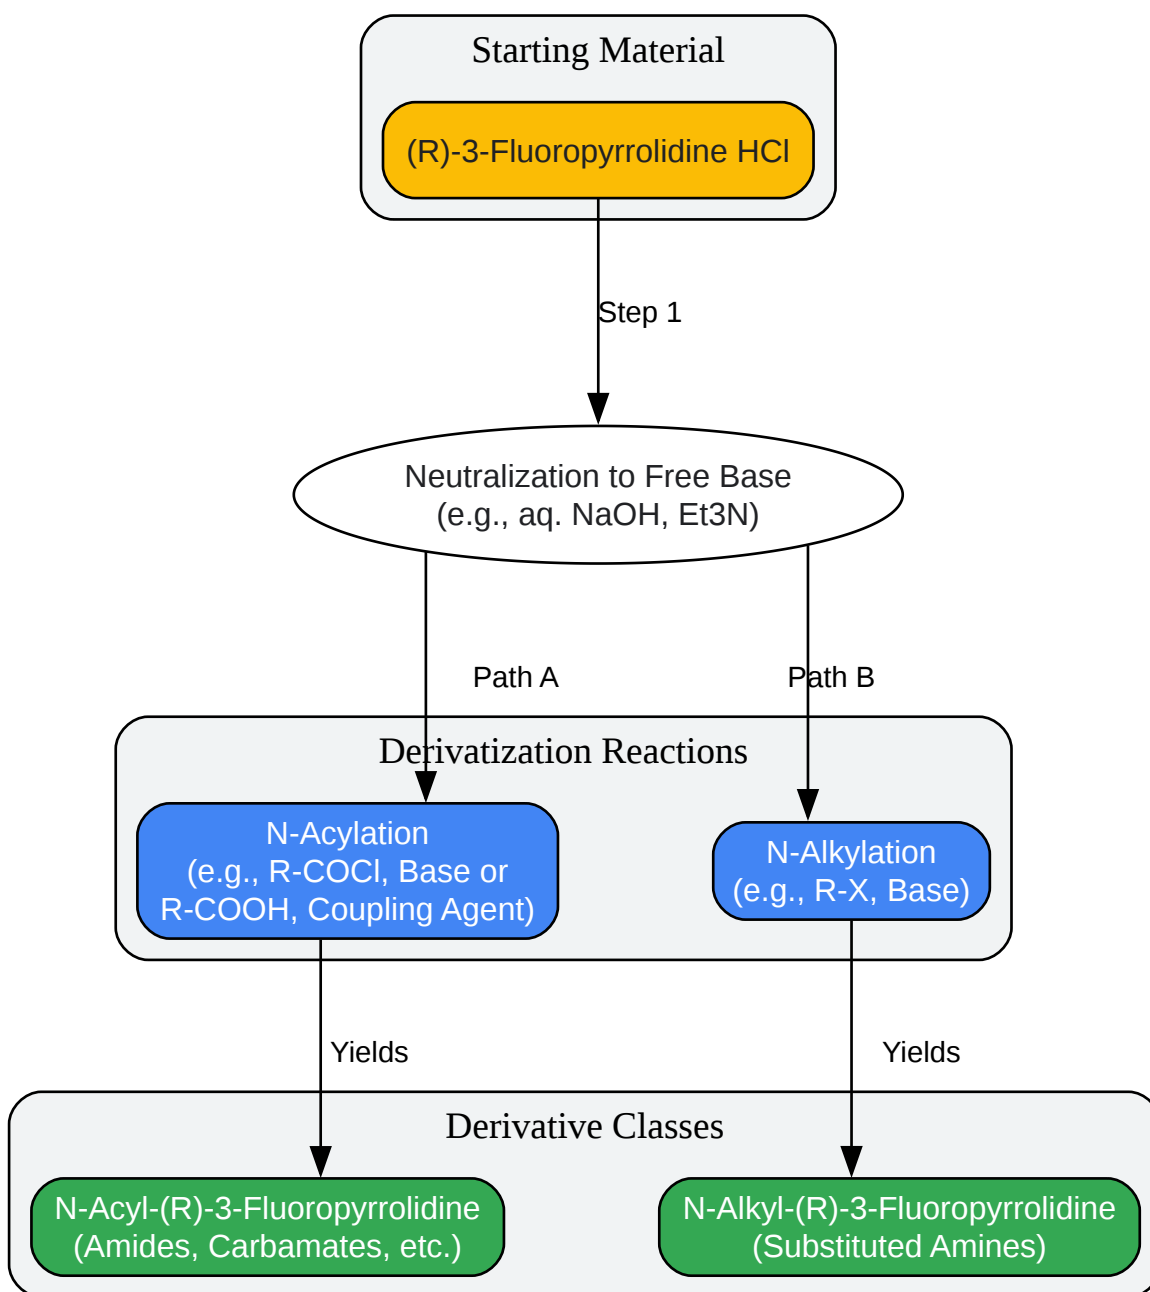 Starting Material
(R)-3-Fluoropyrrolidine HCl
Step 1
Neutralization to Free Base
(e.g., aq. NaOH, Et3N)
Path A
Path B
Derivatization Reactions
N-Acylation
(e.g., R-COCl, Base or
R-COOH, Coupling Agent)
N-Alkylation
(e.g., R-X, Base)
Yields
Yields
Derivative Classes
N-Acyl-(R)-3-Fluoropyrrolidine
(Amides, Carbamates, etc.)
N-Alkyl-(R)-3-Fluoropyrrolidine
(Substituted Amines)